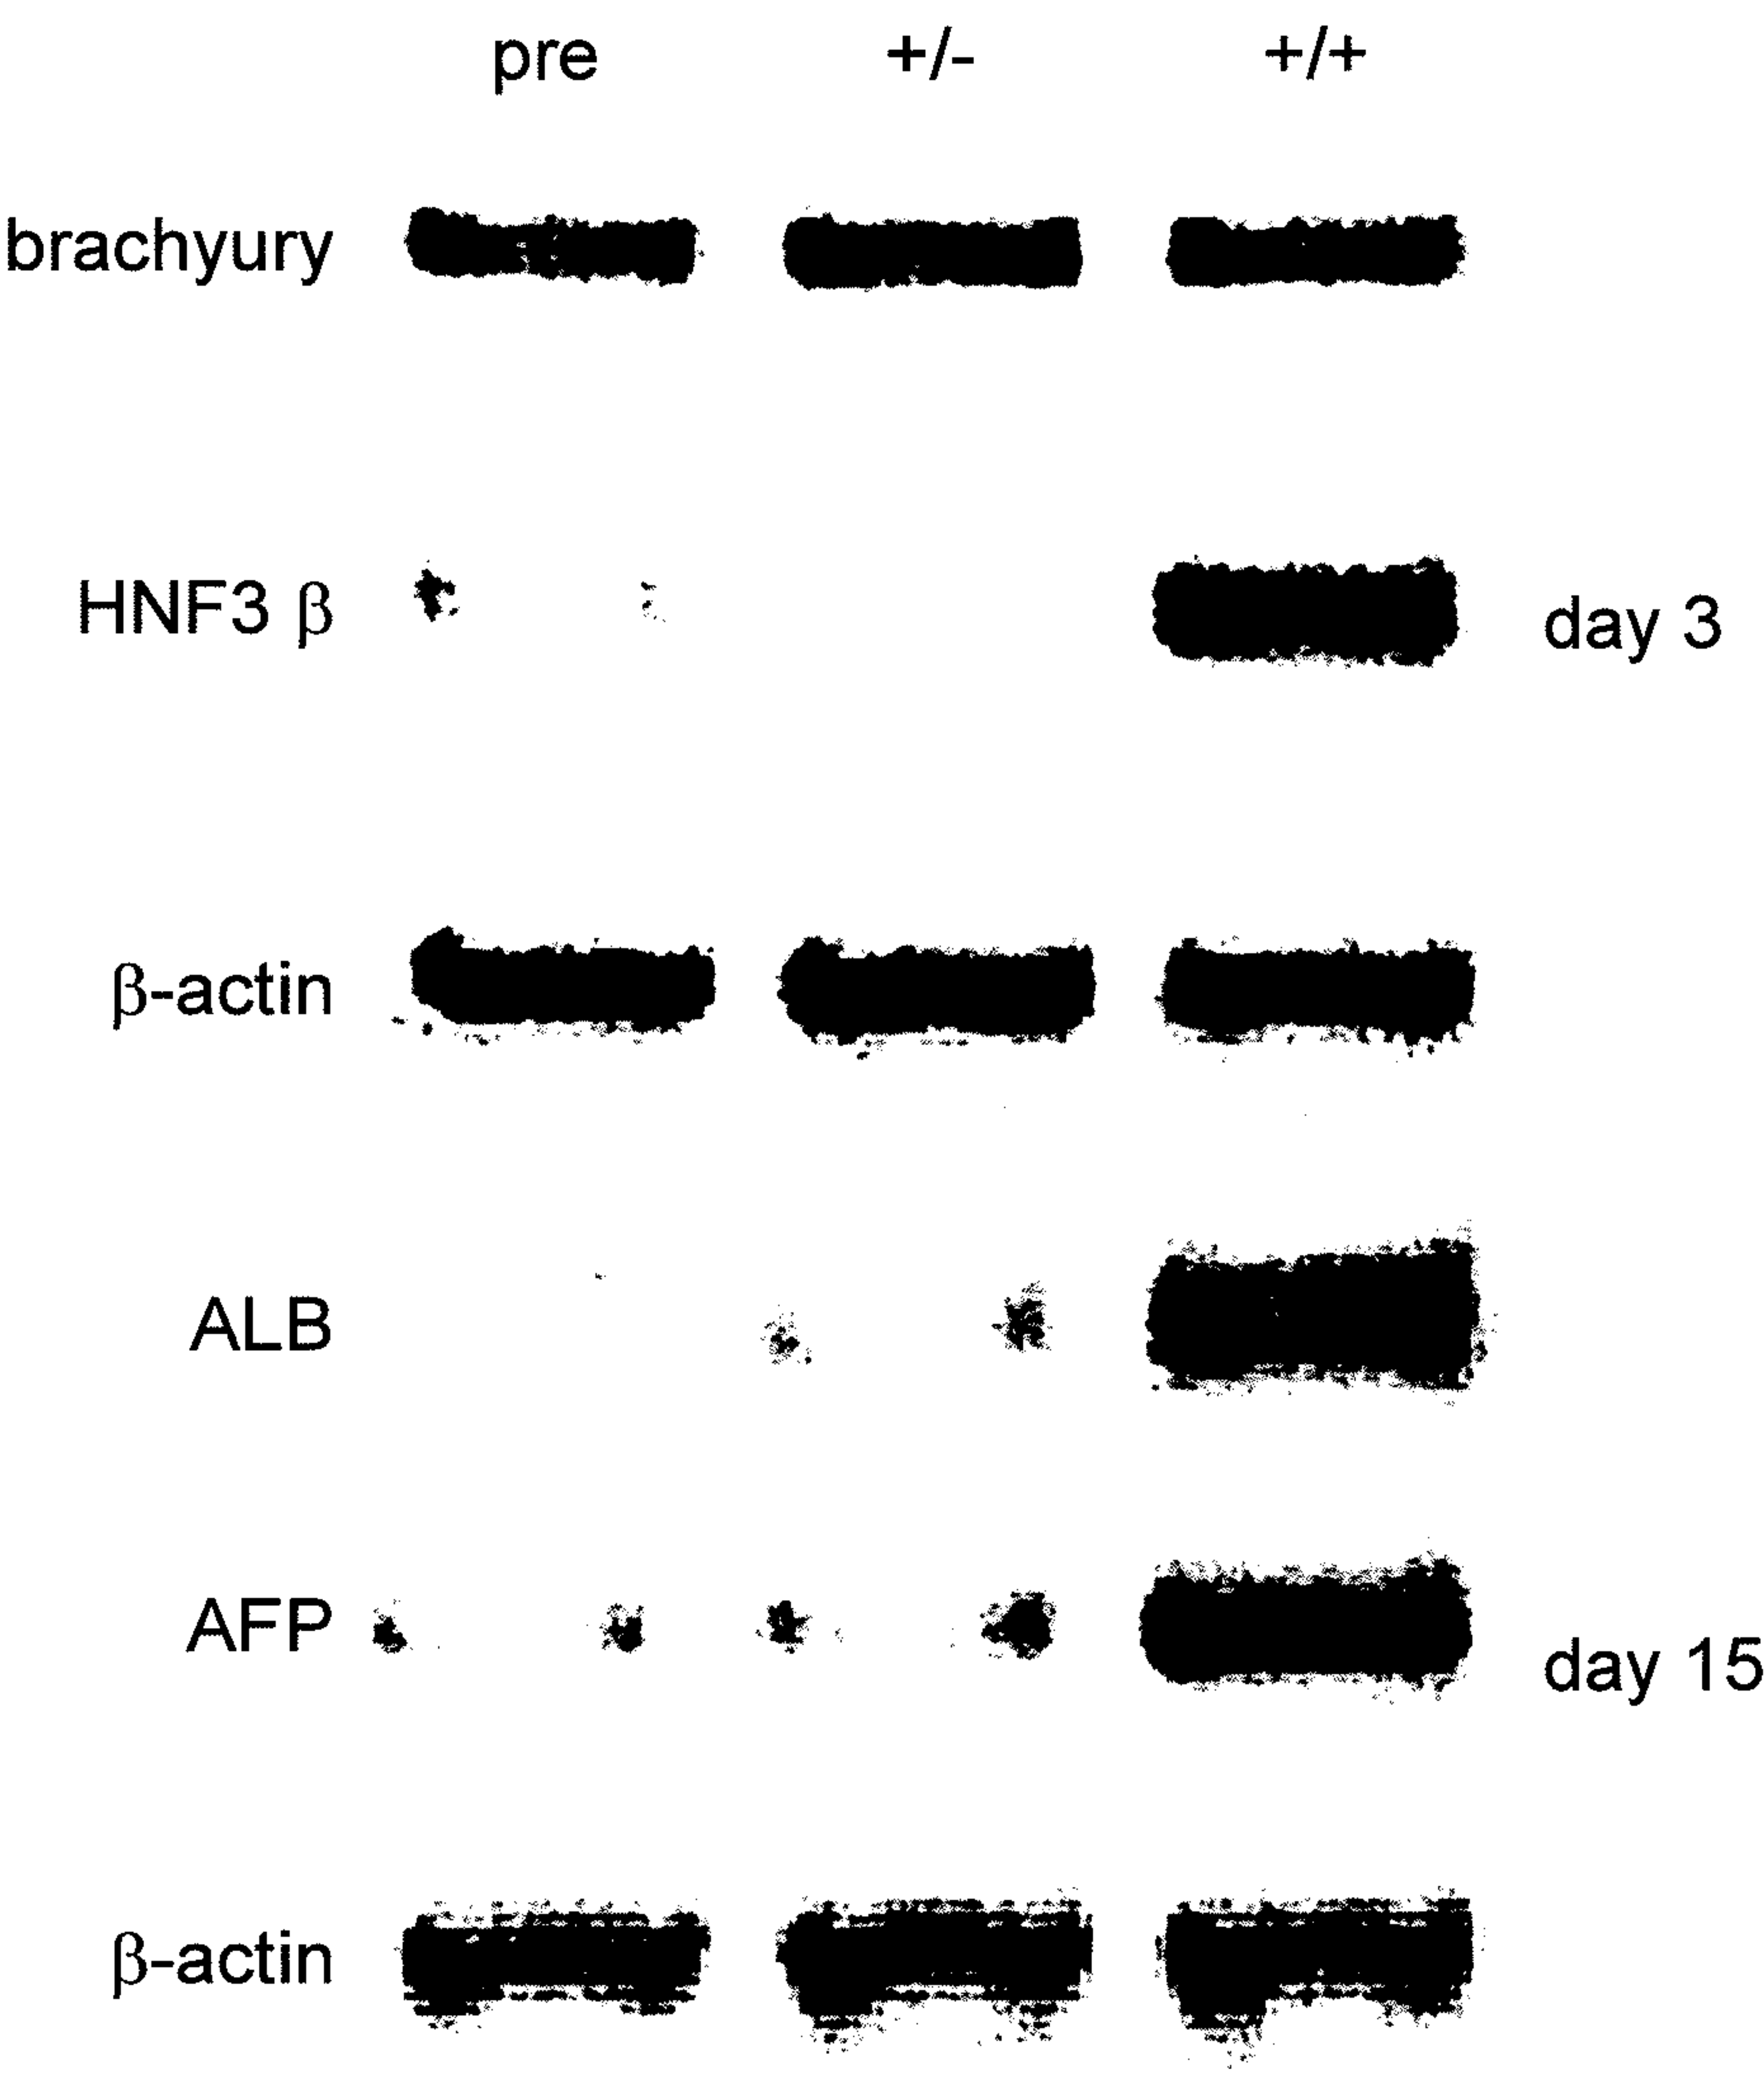 pre +/- +/+
brachyury
HNF3 β day 3
β-actin
ALB
AFP day 15
β-actin